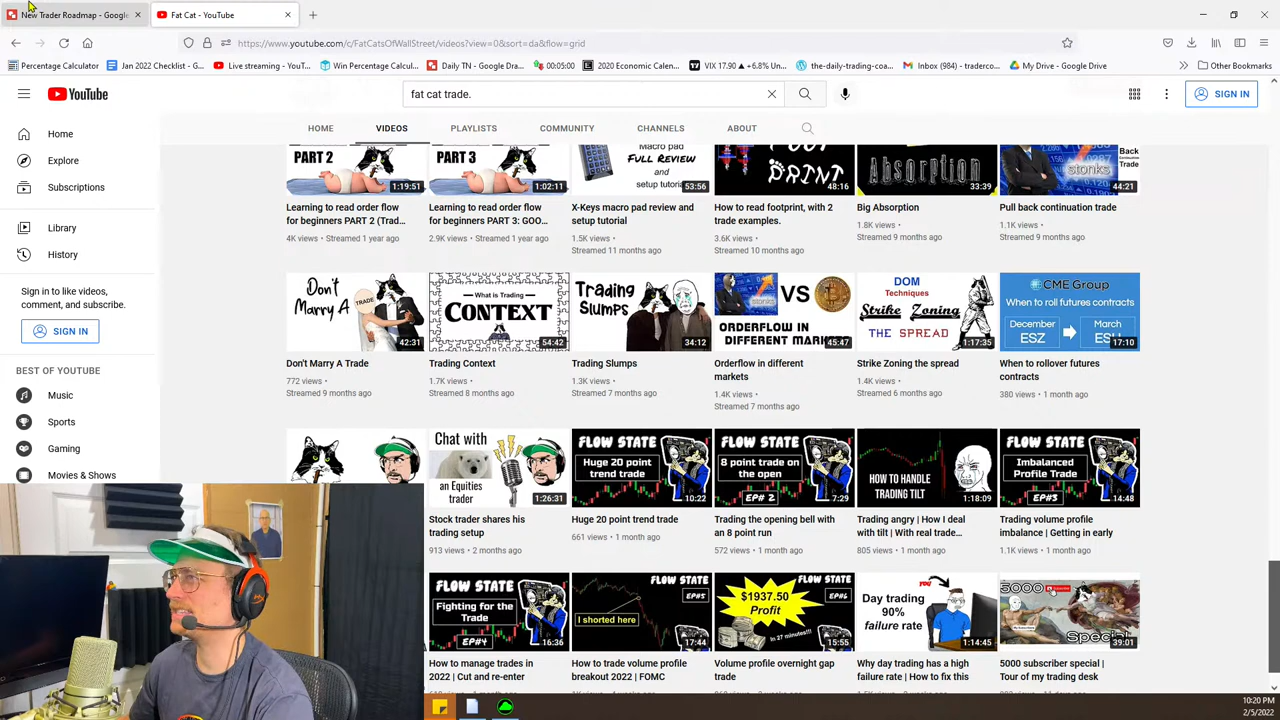 New Trader Roadmap - Google
Fat Cat - YouTube
https://www.youtube.com/c/FatCatsOfWallStreet/videos?view=0&sort=da&flow=grid
Percentage Calculator
Jan 2022 Checklist - G...
Live streaming - YouT...
Win Percentage Calcul...
Daily TN - Google Dra...
00:05:00
2020 Economic Calen...
VIX 17.90 ▲ +6.8% Un...
the-daily-trading-coa...
Inbox (984) - traderco...
My Drive - Google Drive
Other Bookmarks
YouTube
fat cat trade.
SIGN IN
HOME
VIDEOS
PLAYLISTS
COMMUNITY
CHANNELS
ABOUT
Home
Explore
Subscriptions
Library
History
Sign in to like videos,
comment, and subscribe.
SIGN IN
BEST OF YOUTUBE
Music
Sports
Gaming
Movies & Shows
PART 2
1:19:51
Learning to read order flow
for beginners PART 2 (Trad...
4K views · Streamed 1 year ago
PART 3
1:02:11
Learning to read order flow
for beginners PART 3: GOO...
2.9K views · Streamed 1 year ago
Macro pad
FULL REVIEW
and
setup tutorial
53:56
X-Keys macro pad review and
setup tutorial
1.5K views ·
Streamed 11 months ago
FOOT
PRINT
48:16
How to read footprint, with 2
trade examples.
3.6K views ·
Streamed 10 months ago
Absorption
33:39
Big Absorption
1.8K views ·
Streamed 9 months ago
stonks
Back
Continuation
Trade
44:21
Pull back continuation trade
1.1K views ·
Streamed 9 months ago
Don't
Marry A
TRADE
42:31
Don't Marry A Trade
772 views ·
Streamed 9 months ago
What is Trading
CONTEXT
54:42
Trading Context
1.7K views ·
Streamed 8 months ago
Trading
Slumps
34:12
Trading Slumps
1.3K views ·
Streamed 7 months ago
stonks
VS
ORDERFLOW IN
DIFFERENT MARK
45:47
Orderflow in different
markets
1.4K views ·
Streamed 7 months ago
DOM
Techniques
Strike Zoning
THE SPREAD
1:17:35
Strike Zoning the spread
1.4K views ·
Streamed 6 months ago
CME Group
When to roll futures contracts
December
ESZ
March
ESH
17:10
When to rollover futures
contracts
380 views · 1 month ago
Chat with
an Equities
trader
1:26:31
Stock trader shares his
trading setup
913 views · 2 months ago
FLOW STATE
Huge 20 point
trend trade
10:22
Huge 20 point trend trade
661 views · 1 month ago
FLOW STATE
8 point trade
on the open
EP# 2
7:29
Trading the opening bell with
an 8 point run
572 views · 1 month ago
HOW TO HANDLE
TRADING TILT
1:18:09
Trading angry | How I deal
with tilt | With real trade...
805 views · 1 month ago
FLOW STATE
Imbalanced
Profile Trade
EP#3
14:48
Trading volume profile
imbalance | Getting in early
1.1K views · 1 month ago
FLOW STATE
Fighting for the
Trade
EP#4
16:36
How to manage trades in
2022 | Cut and re-enter
FLOW STATE
EP#5
I shorted here
17:44
How to trade volume profile
breakout 2022 | FOMC
FLOW STATE
EP#6
$1937.50
Profit
In 27 minutes!!!
15:55
Volume profile overnight gap
trade
you
Day trading
90%
failure rate
1:14:45
Why day trading has a high
failure rate | How to fix this
5000
Special
39:01
5000 subscriber special |
Tour of my trading desk
10:20 PM
2/5/2022